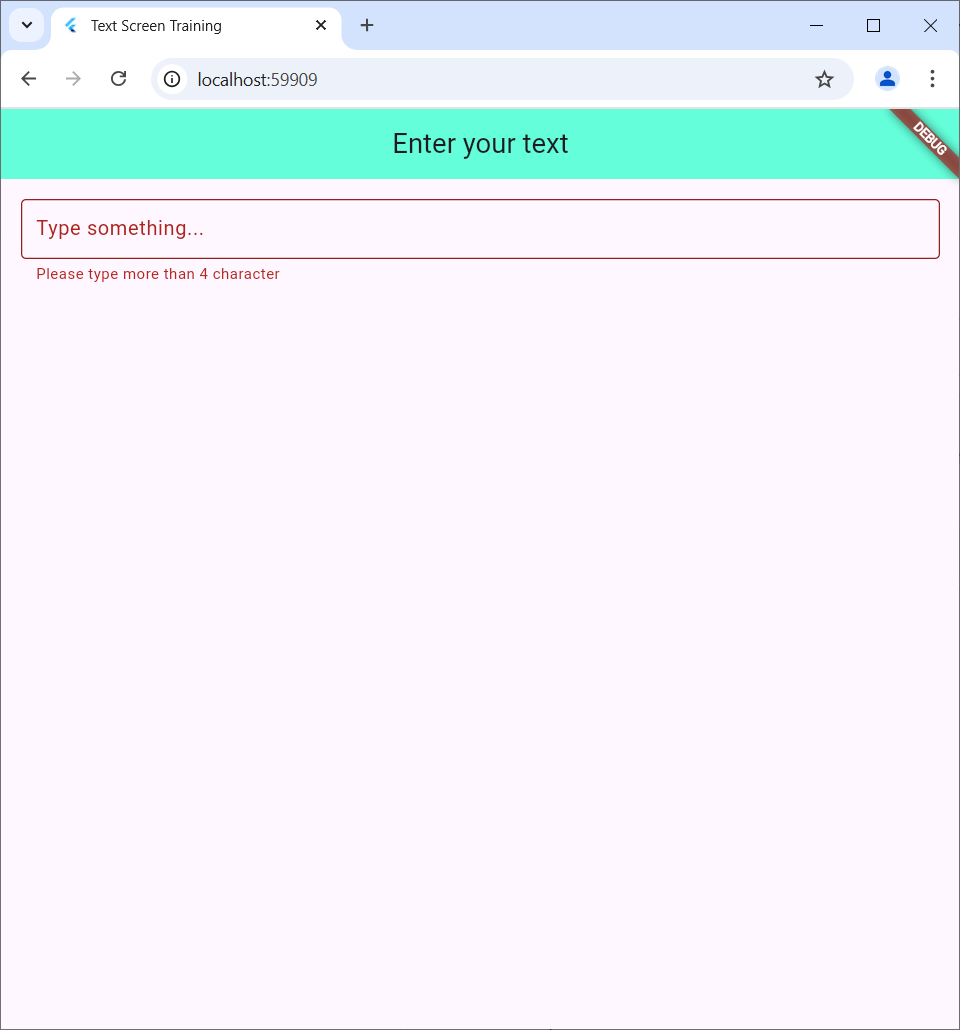 Text Screen Training
localhost:59909
Enter your text
DEBUG
Type something...
Please type more than 4 character